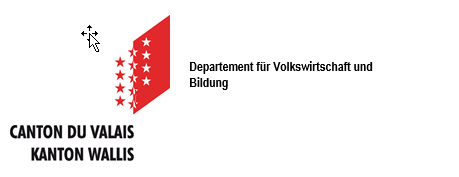 Departement für Volkswirtschaft und
Bildung
CANTON DU VALAIS
KANTON WALLIS